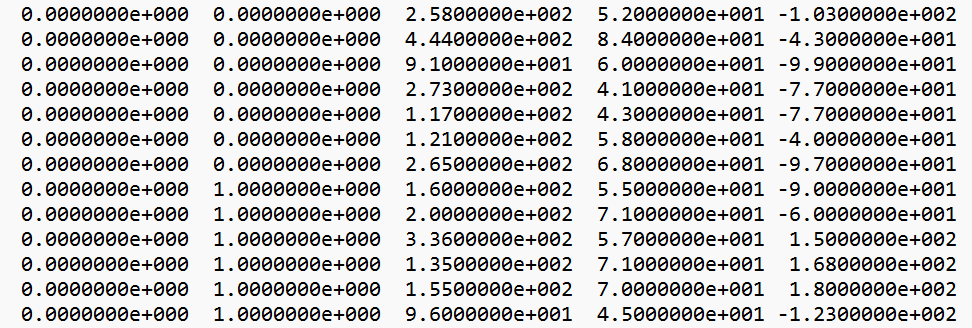 0.0000000e+000 0.0000000e+000 2.5800000e+002 5.2000000e+001 -1.0300000e+002
0.0000000e+000 0.0000000e+000 4.4400000e+002 8.4000000e+001 -4.3000000e+001
0.0000000e+000 0.0000000e+000 9.1000000e+001 6.0000000e+001 -9.9000000e+001
0.0000000e+000 0.0000000e+000 2.7300000e+002 4.1000000e+001 -7.7000000e+001
0.0000000e+000 0.0000000e+000 1.1700000e+002 4.3000000e+001 -7.7000000e+001
0.0000000e+000 0.0000000e+000 1.2100000e+002 5.8000000e+001 -4.0000000e+001
0.0000000e+000 0.0000000e+000 2.6500000e+002 6.8000000e+001 -9.7000000e+001
0.0000000e+000 1.0000000e+000 1.6000000e+002 5.5000000e+001 -9.0000000e+001
0.0000000e+000 1.0000000e+000 2.0000000e+002 7.1000000e+001 -6.0000000e+001
0.0000000e+000 1.0000000e+000 3.3600000e+002 5.7000000e+001 1.5000000e+002
0.0000000e+000 1.0000000e+000 1.3500000e+002 7.1000000e+001 1.6800000e+002
0.0000000e+000 1.0000000e+000 1.5500000e+002 7.0000000e+001 1.8000000e+002
0.0000000e+000 1.0000000e+000 9.6000000e+001 4.5000000e+001 -1.2300000e+002